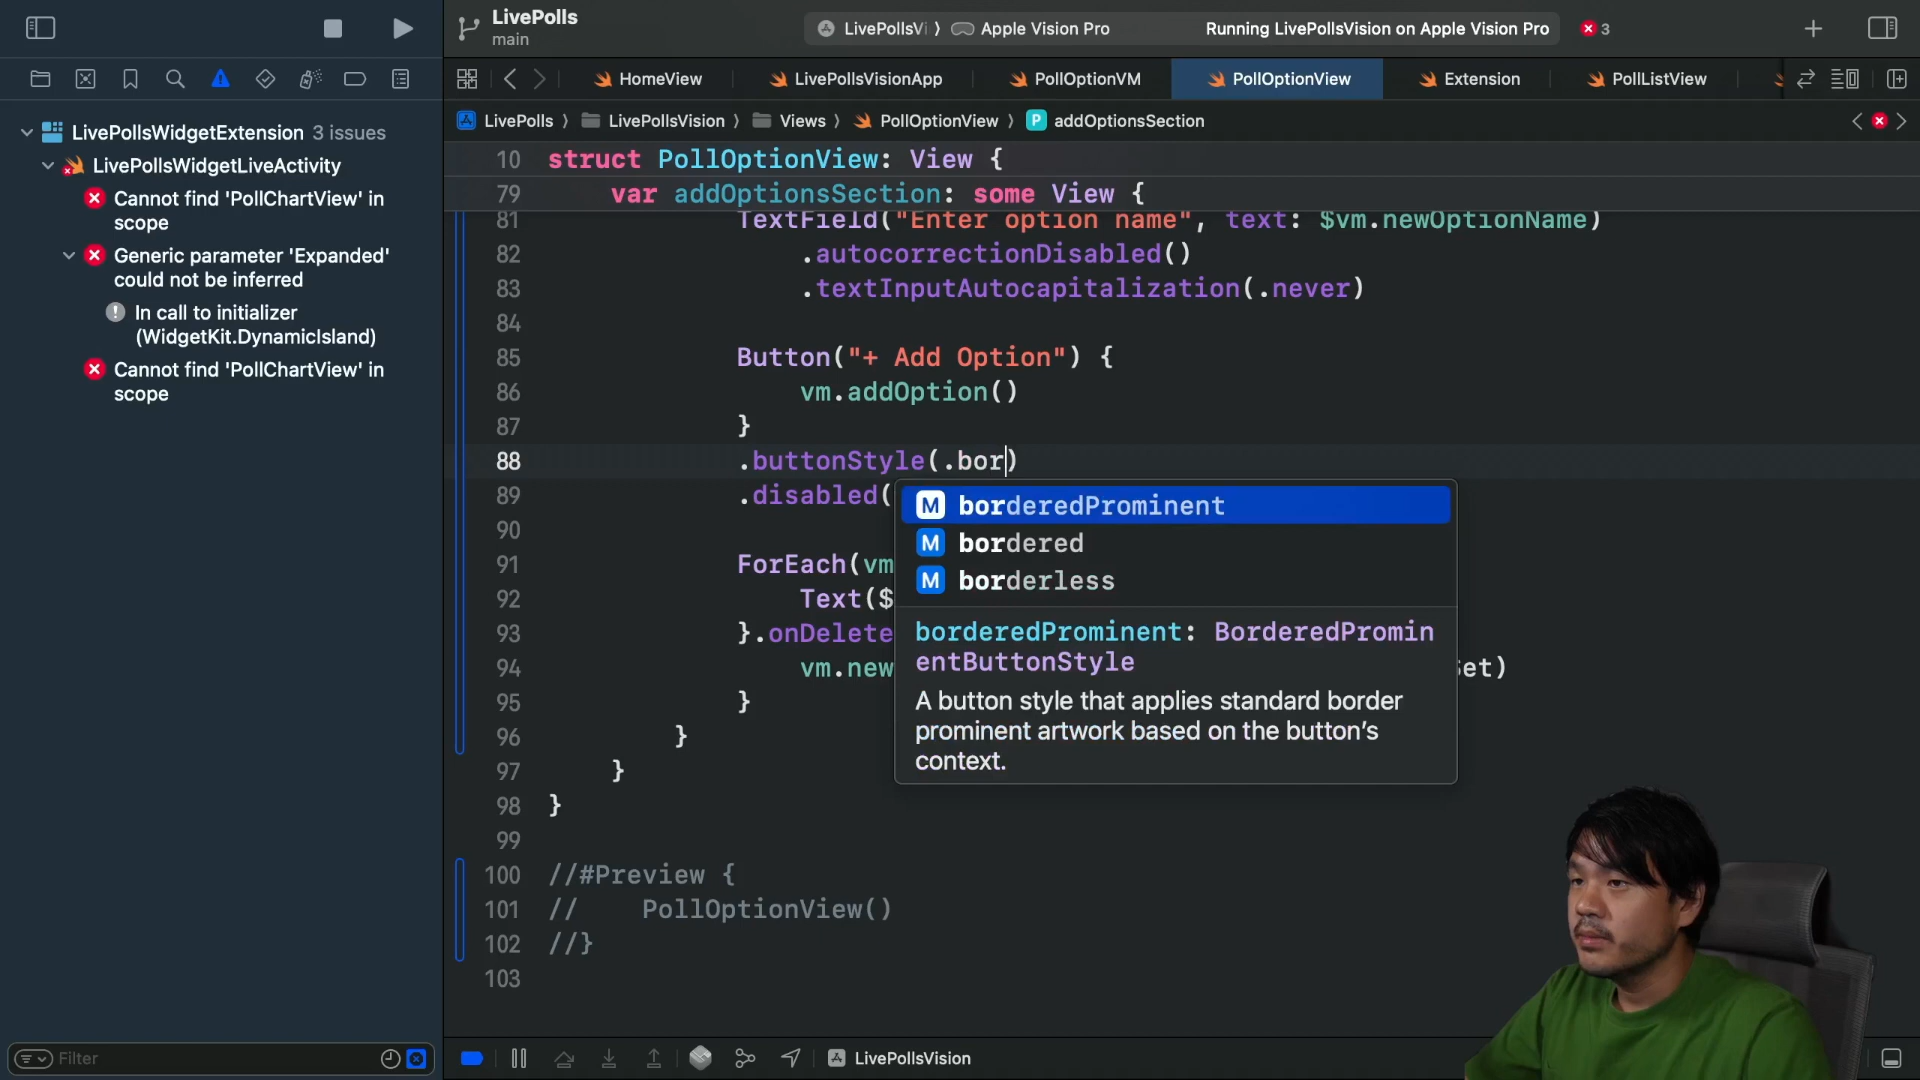 LivePolls
main
LivePollsVi
Apple Vision Pro
Running LivePollsVision on Apple Vision Pro
3
HomeView
LivePollsVisionApp
PollOptionVM
PollOptionView
Extension
PollListView
LivePollsWidgetExtension 3 issues
LivePollsWidgetLiveActivity
Cannot find 'PollChartView' in
scope
Generic parameter 'Expanded'
could not be inferred
In call to initializer
(WidgetKit.DynamicIsland)
Cannot find 'PollChartView' in
scope
Filter
LivePolls ⟩ LivePollsVision ⟩ Views ⟩ PollOptionView ⟩ P addOptionsSection
10 struct PollOptionView: View {
79 var addOptionsSection: some View {
81 TextField("Enter option name", text: $vm.newOptionName)
82 .autocorrectionDisabled()
83 .textInputAutocapitalization(.never)
84
85 Button("+ Add Option") {
86 vm.addOption()
87 }
88 .buttonStyle(.bor)
89 .disabled(
90
91 ForEach(vm
92 Text($
93 }.onDelete
94 vm.new et)
95 }
96 }
97 }
98 }
99
100 //#Preview {
101 // PollOptionView()
102 //}
103
M borderedProminent
M bordered
M borderless
borderedProminent: BorderedPromin
entButtonStyle
A button style that applies standard border
prominent artwork based on the button's
context.
LivePollsVision